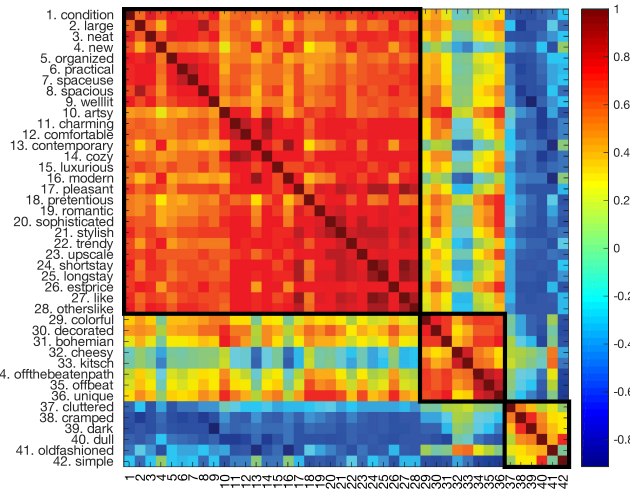 1. condition
2. large
3. neat
4. new
5. organized
6. practical
7. spaceuse
8. spacious
9. welllit
10. artsy
11. charming
12. comfortable
13. contemporary
14. cozy
15. luxurious
16. modern
17. pleasant
18. pretentious
19. romantic
20. sophisticated
21. stylish
22. trendy
23. upscale
24. shortstay
25. longstay
26. estprice
27. like
28. otherslike
29. colorful
30. decorated
31. bohemian
32. cheesy
33. kitsch
4. offthebeatenpath
35. offbeat
36. unique
37. cluttered
38. cramped
39. dark
40. dull
41. oldfashioned
42. simple
1 2 3 4 5 6 7 8 9 10 11 12 13 14 15 16 17 18 19 20 21 22 23 24 25 26 27 28 29 30 31 32 33 34 35 36 37 38 39 40 41 42
1
0.8
0.6
0.4
0.2
0
-0.2
-0.4
-0.6
-0.8